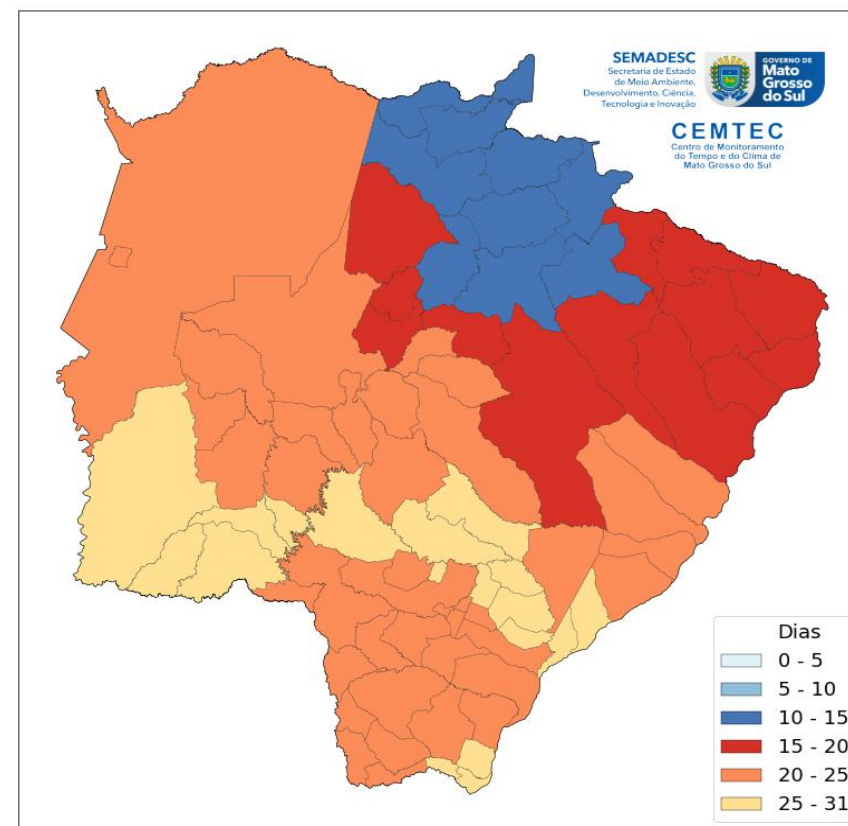 SEMADESC
Secretaria de Estado
de Meio Ambiente,
Desenvolvimento, Ciência,
Tecnologia e Inovação
GOVERNO DE
Mato
Grosso
do Sul
CEMTEC
Centro de Monitoramento
do Tempo e do Clima de
Mato Grosso do Sul
Dias
0 - 5
5 - 10
10 - 15
15 - 20
20 - 25
25 - 31